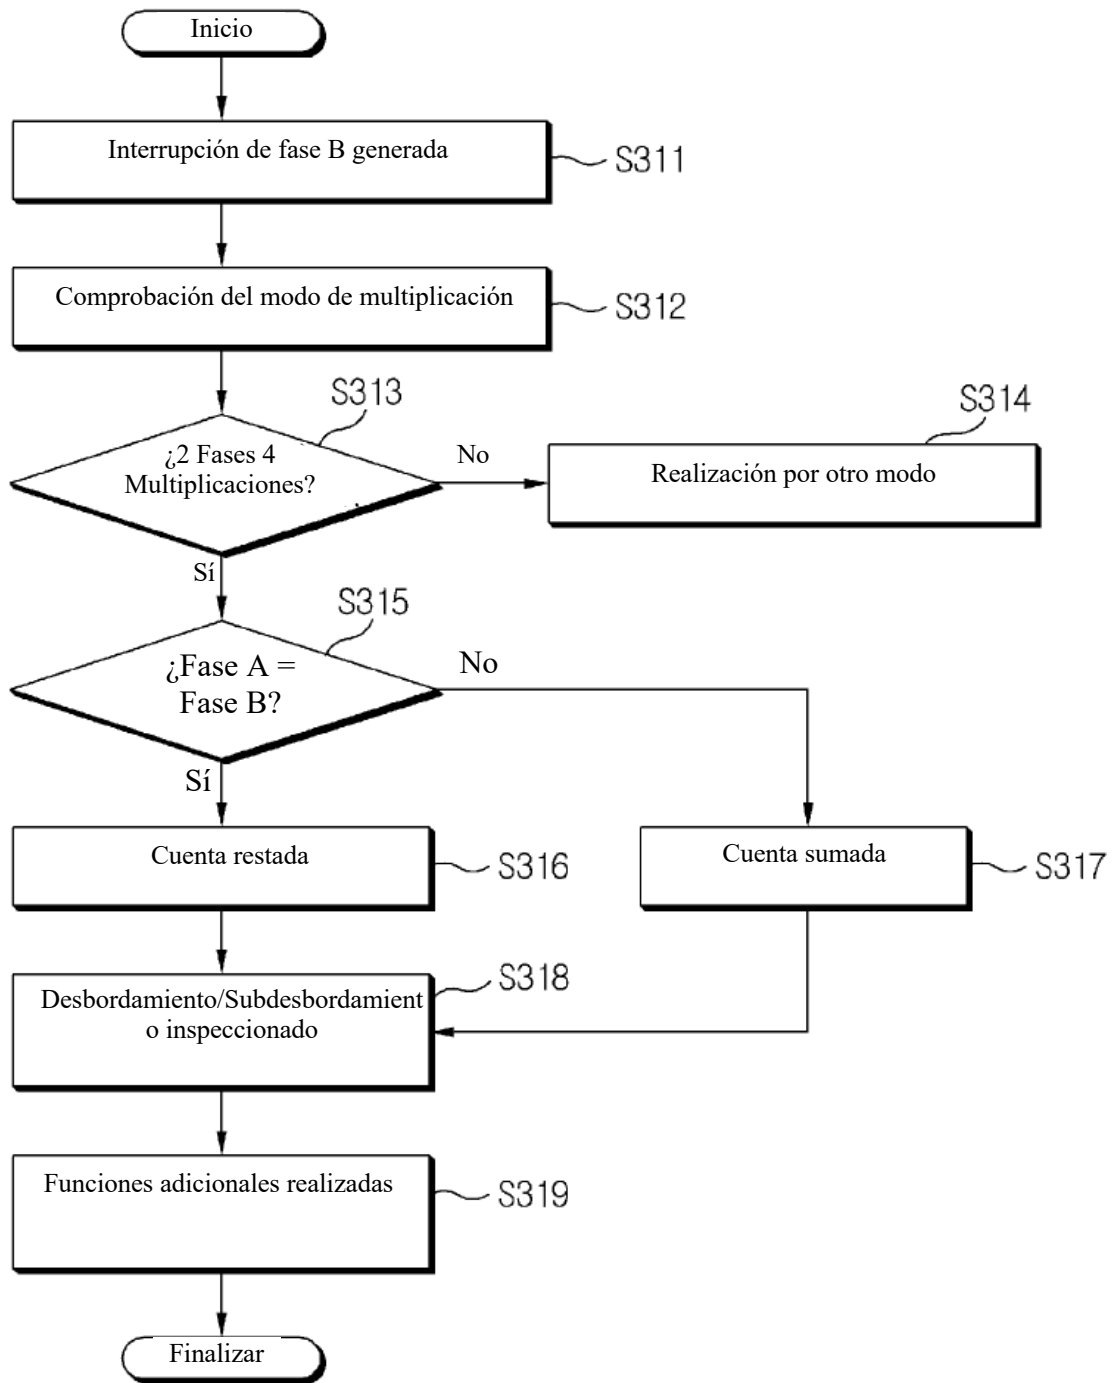 Inicio
Interrupción de fase B generada
S311
Comprobación del modo de multiplicación
S312
S313
¿2 Fases 4
Multiplicaciones?
No
S314
Realización por otro modo
Sí
S315
¿Fase A =
Fase B?
No
Sí
Cuenta restada
S316
Cuenta sumada
S317
S318
Desbordamiento/Subdesbordamient
o inspeccionado
Funciones adicionales realizadas
S319
Finalizar